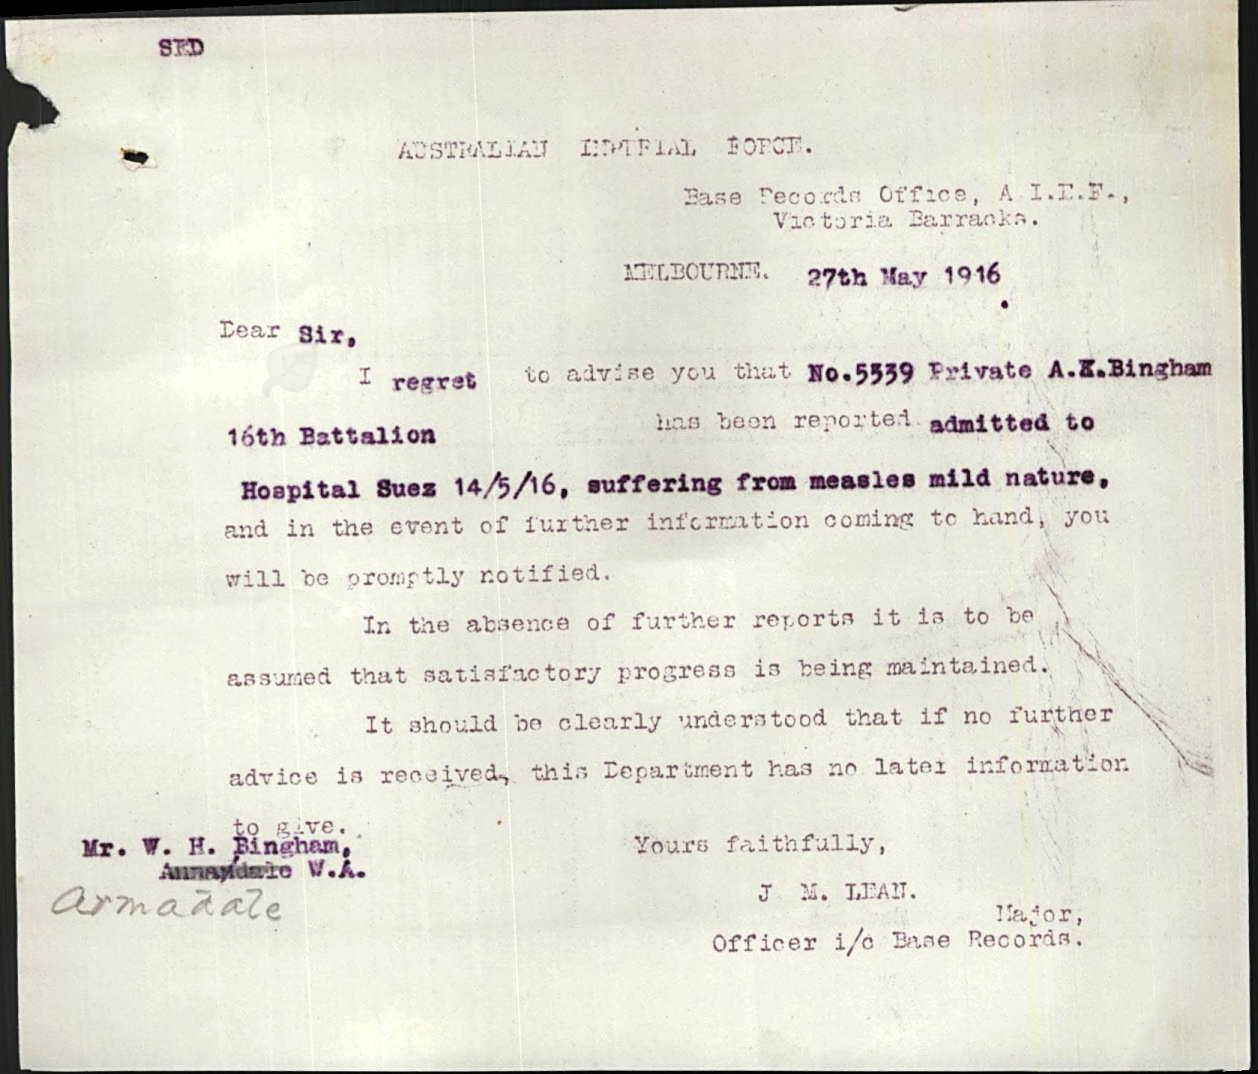 SED
AUSTRALIAN IMPERIAL FORCE.
Base Records Office, A.I.E.F.,
Victoria Barracks.
MELBOURNE. 27th May 1916.
Dear Sir,
I regret to advise you that No.5339 Private A.K.Bingham
16th Battalion has been reported admitted to
Hospital Suez 14/5/16, suffering from measles mild nature,
and in the event of further information coming to hand, you
will be promptly notified.
In the absence of further reports it is to be
assumed that satisfactory progress is being maintained.
It should be clearly understood that if no further
advice is received, this Department has no later information
to give.
Mr. W. H. Bingham,
Annandale W.A.
Armadale
Yours faithfully,
J M. LEAN.
Major,
Officer i/c Base Records.